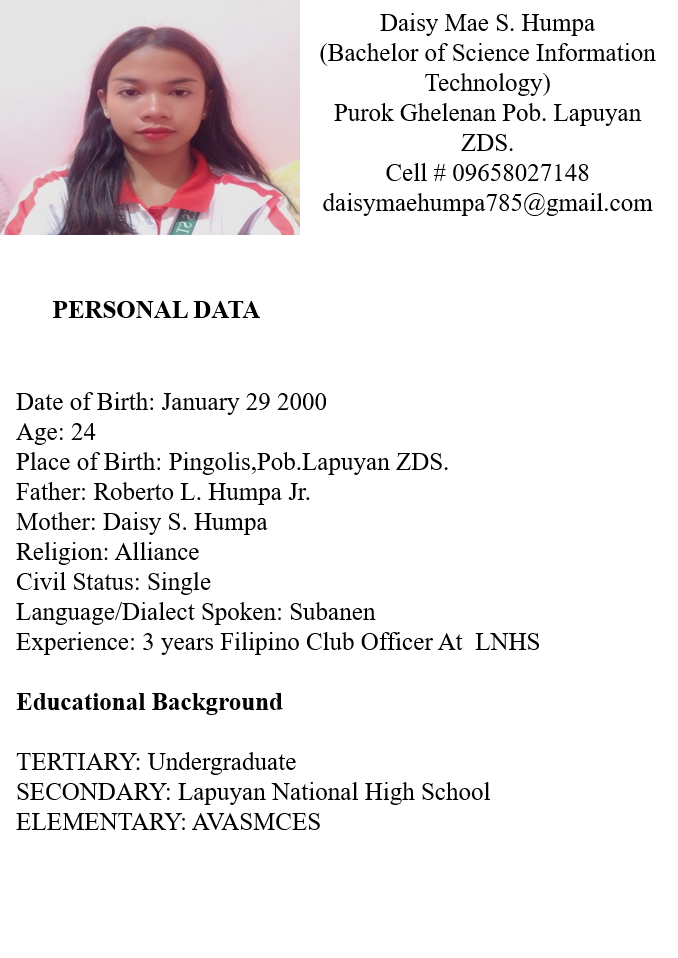 Daisy Mae S. Humpa
(Bachelor of Science Information
Technology)
Purok Ghelenan Pob. Lapuyan
ZDS.
Cell # 09658027148
daisymaehumpa785@gmail.com
PERSONAL DATA
Date of Birth: January 29 2000
Age: 24
Place of Birth: Pingolis,Pob.Lapuyan ZDS.
Father: Roberto L. Humpa Jr.
Mother: Daisy S. Humpa
Religion: Alliance
Civil Status: Single
Language/Dialect Spoken: Subanen
Experience: 3 years Filipino Club Officer At  LNHS
Educational Background
TERTIARY: Undergraduate
SECONDARY: Lapuyan National High School
ELEMENTARY: AVASMCES